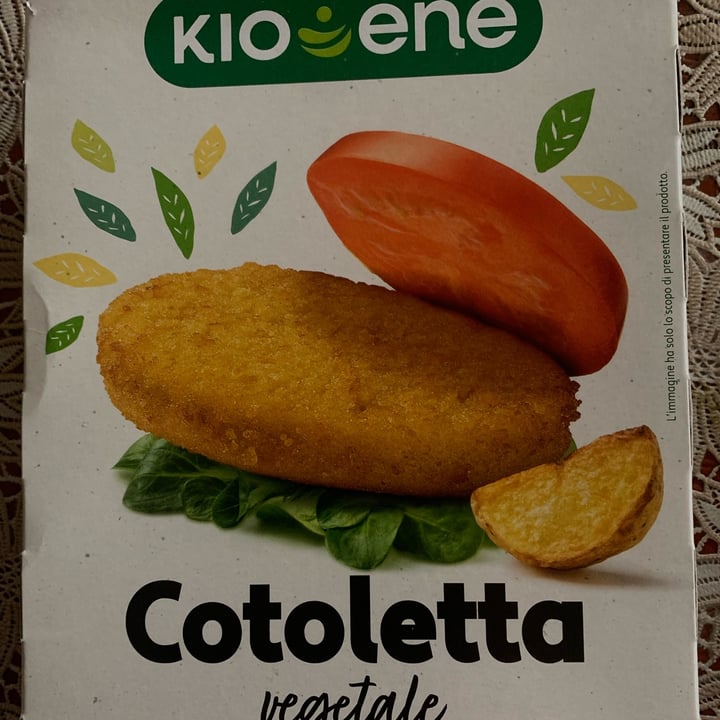 KIOENE
Cotoletta
vegetale
L'immagine ha solo lo scopo di presentare il prodotto.